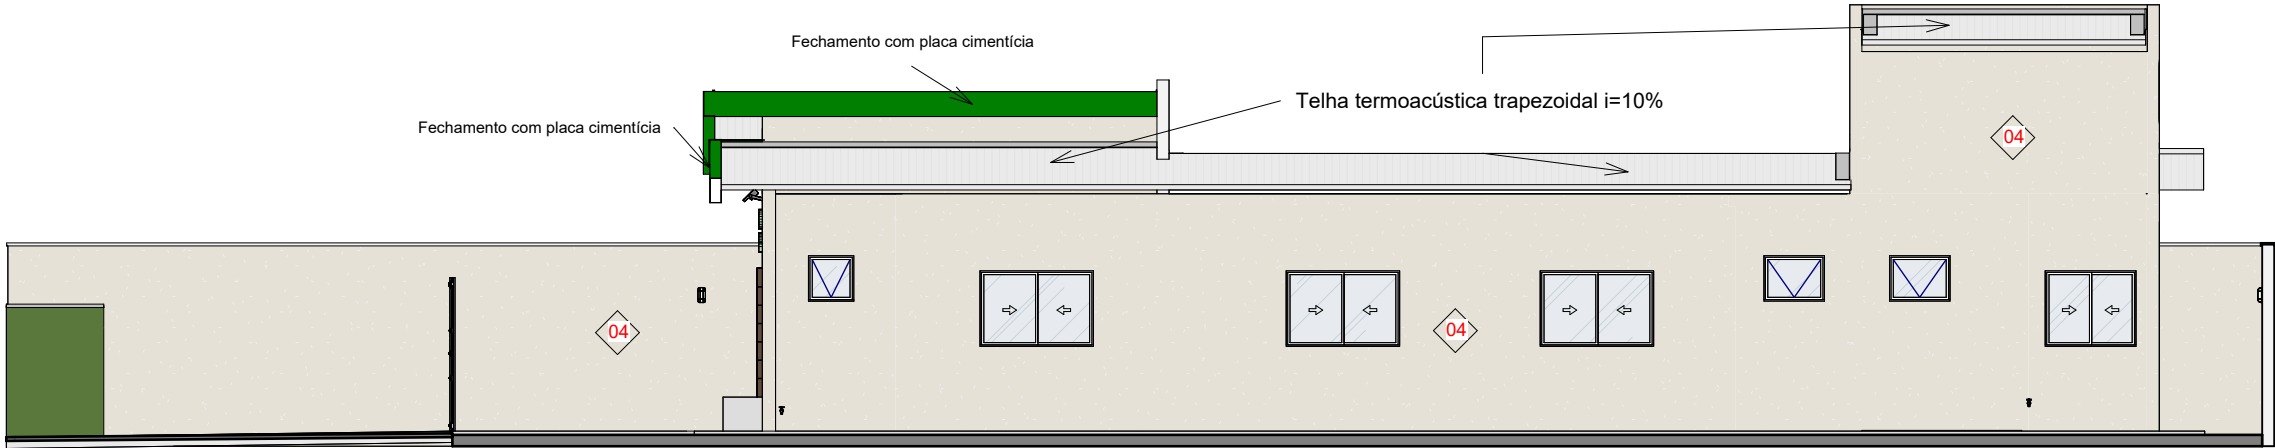 Fechamento com placa cimentícia
Telha termoacústica trapezoidal i=10%
Fechamento com placa cimentícia
04
04
04